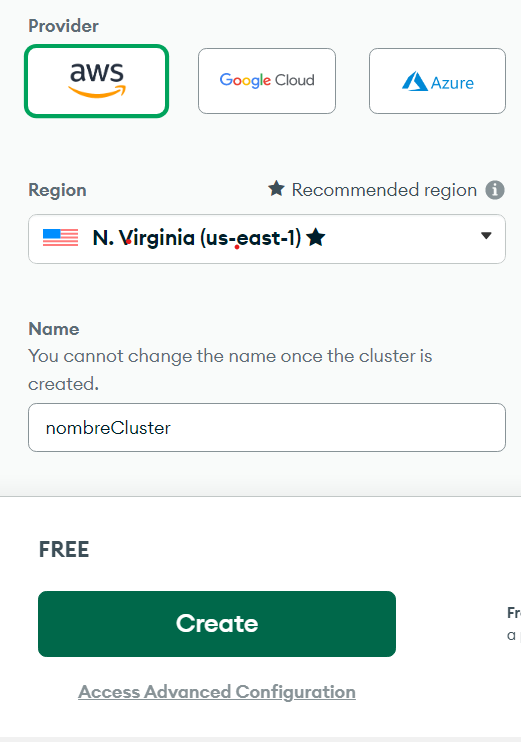 Provider
aws
Google Cloud
Azure
Region
Recommended region
N. Virginia (us-east-1)
Name
You cannot change the name once the cluster is
created.
nombreCluster
FREE
Create
Fr
a
Access Advanced Configuration